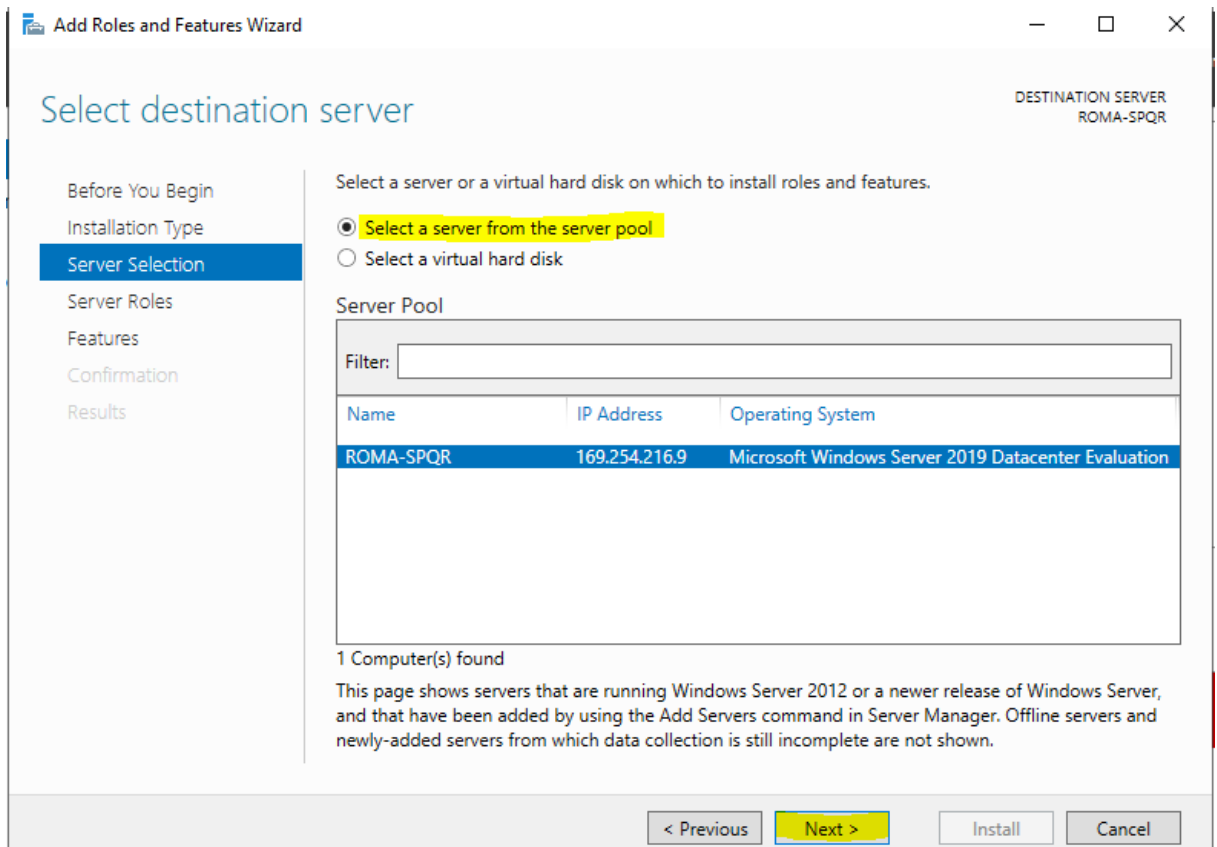 Add Roles and Features Wizard
Select destination server
DESTINATION SERVER
ROMA-SPQR
Before You Begin
Installation Type
Server Selection
Server Roles
Features
Confirmation
Results
Select a server or a virtual hard disk on which to install roles and features.
Select a server from the server pool
Select a virtual hard disk
Server Pool
Filter:
Name IP Address Operating System
ROMA-SPQR 169.254.216.9 Microsoft Windows Server 2019 Datacenter Evaluation
1 Computer(s) found
This page shows servers that are running Windows Server 2012 or a newer release of Windows Server,
and that have been added by using the Add Servers command in Server Manager. Offline servers and
newly-added servers from which data collection is still incomplete are not shown.
< Previous Next > Install Cancel